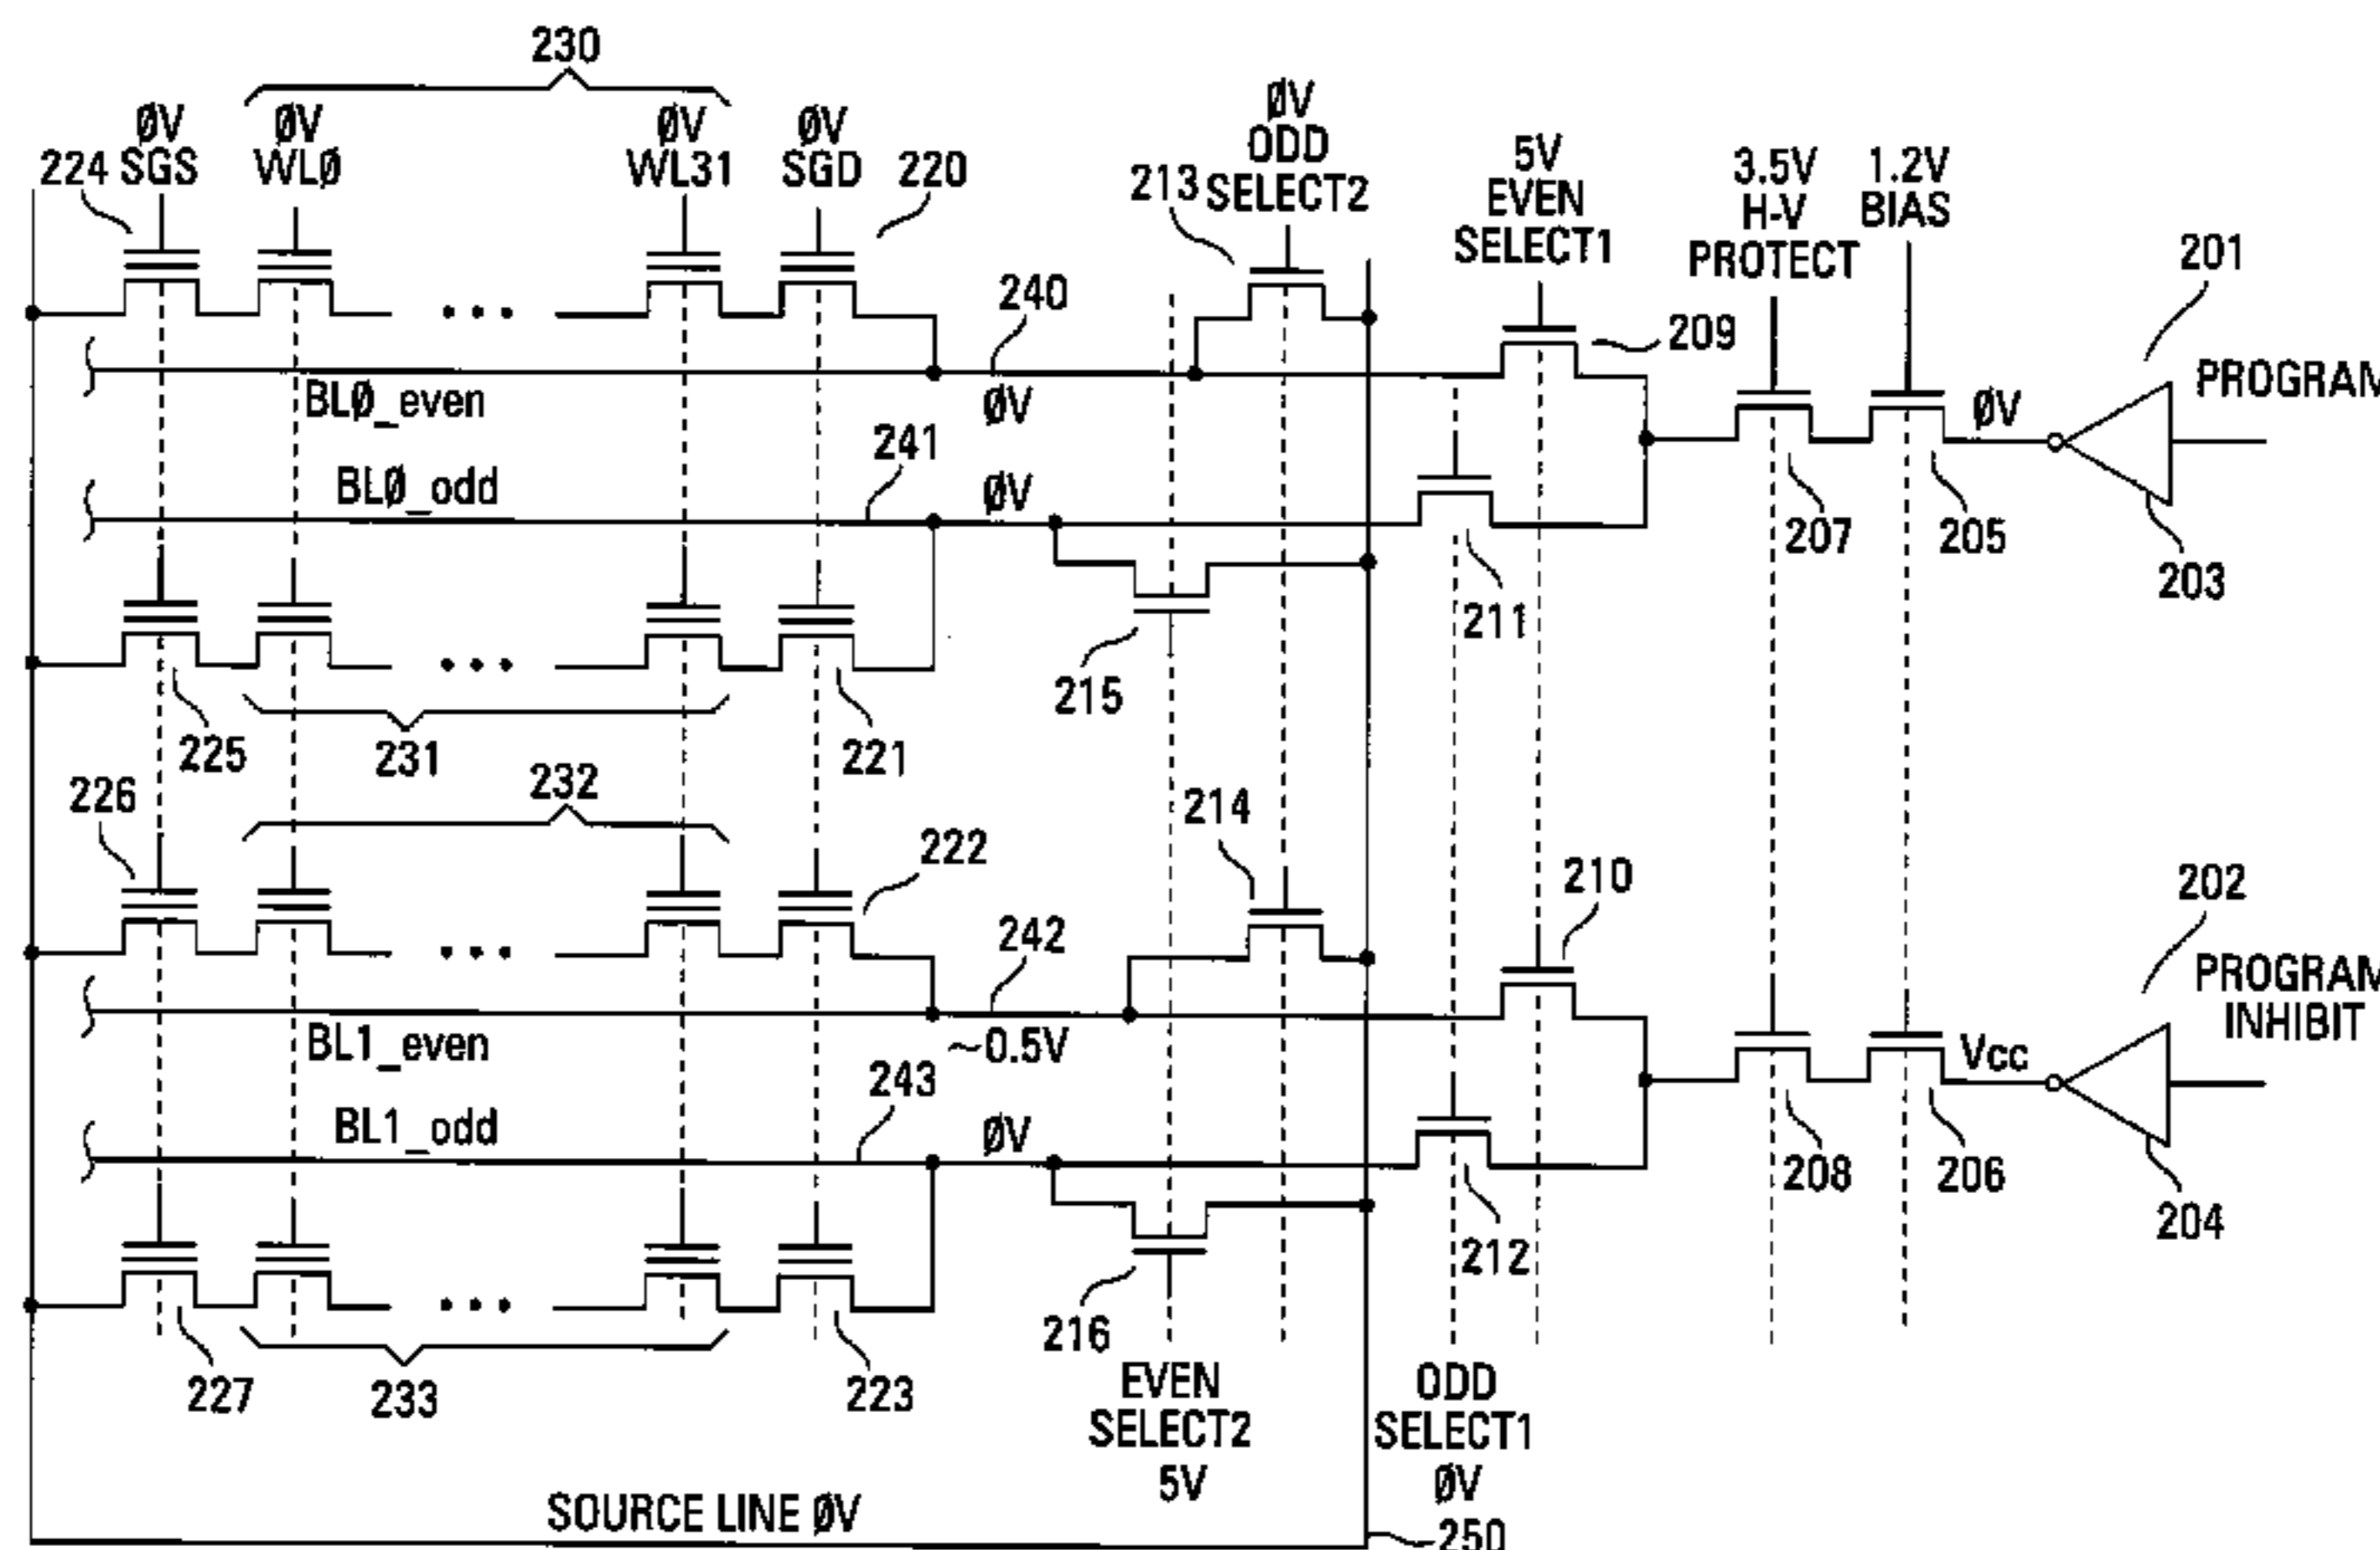 230
ØV
ØV
ØV
ØV
224 SGS
WLØ
WL31
SGD
220
213
ØV
ODD
SELECT2
5V
EVEN
SELECT1
3.5V
H-V
PROTECT
1.2V
BIAS
201
PROGRAM
240
209
BLØ_even
ØV
ØV
241
BLØ_odd
ØV
207
205
203
211
215
225
231
221
226
232
222
214
210
202
PROGRAM
INHIBIT
242
BL1_even
~0.5V
Vcc
243
BL1_odd
ØV
208
206
204
212
216
227
233
223
EVEN
SELECT2
5V
ODD
SELECT1
ØV
SOURCE LINE ØV
250